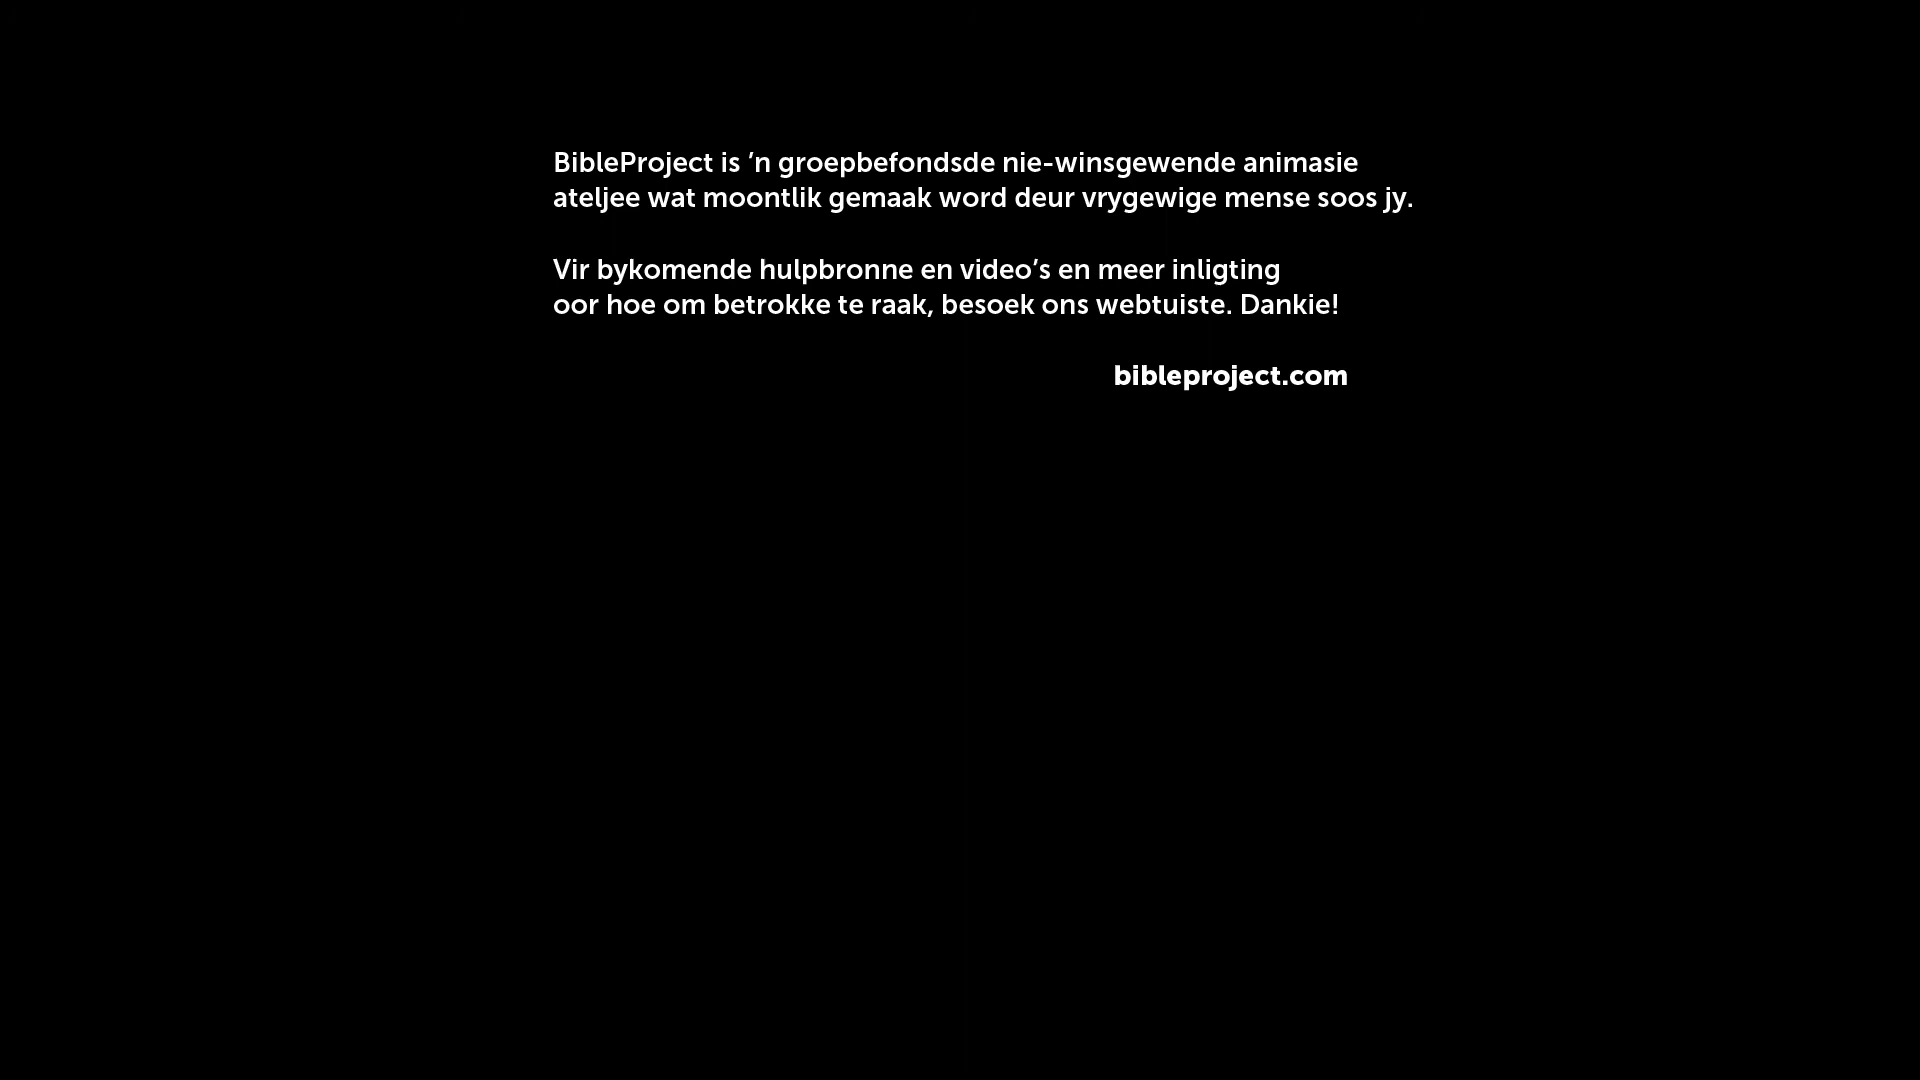 BibleProject is ’n groepbefondsde nie-winsgewende animasie
ateljee wat moontlik gemaak word deur vrygewige mense soos jy.
Vir bykomende hulpbronne en video’s en meer inligting
oor hoe om betrokke te raak, besoek ons webtuiste. Dankie!
bibleproject.com